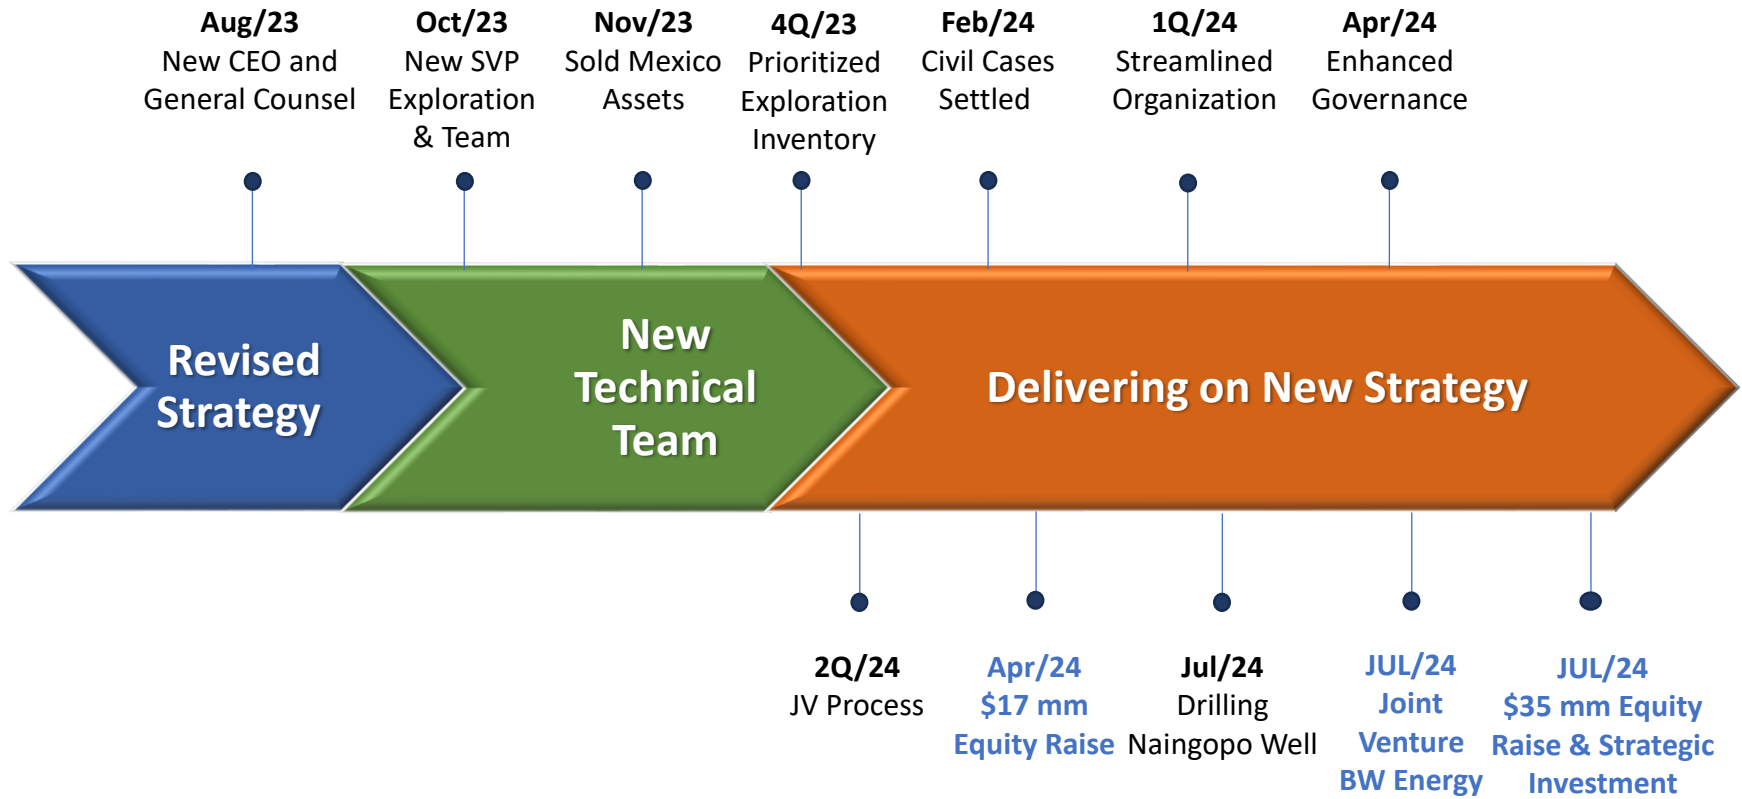 Aug/23
New CEO and
General Counsel
Oct/23
New SVP
Exploration
& Team
Nov/23
Sold Mexico
Assets
4Q/23
Prioritized
Exploration
Inventory
Feb/24
Civil Cases
Settled
1Q/24
Streamlined
Organization
Apr/24
Enhanced
Governance
Revised
Strategy
New
Technical
Team
Delivering on New Strategy
2Q/24
JV Process
Apr/24
$17 mm
Equity Raise
Jul/24
Drilling
Naingopo Well
JUL/24
Joint
Venture
BW Energy
JUL/24
$35 mm Equity
Raise & Strategic
Investment